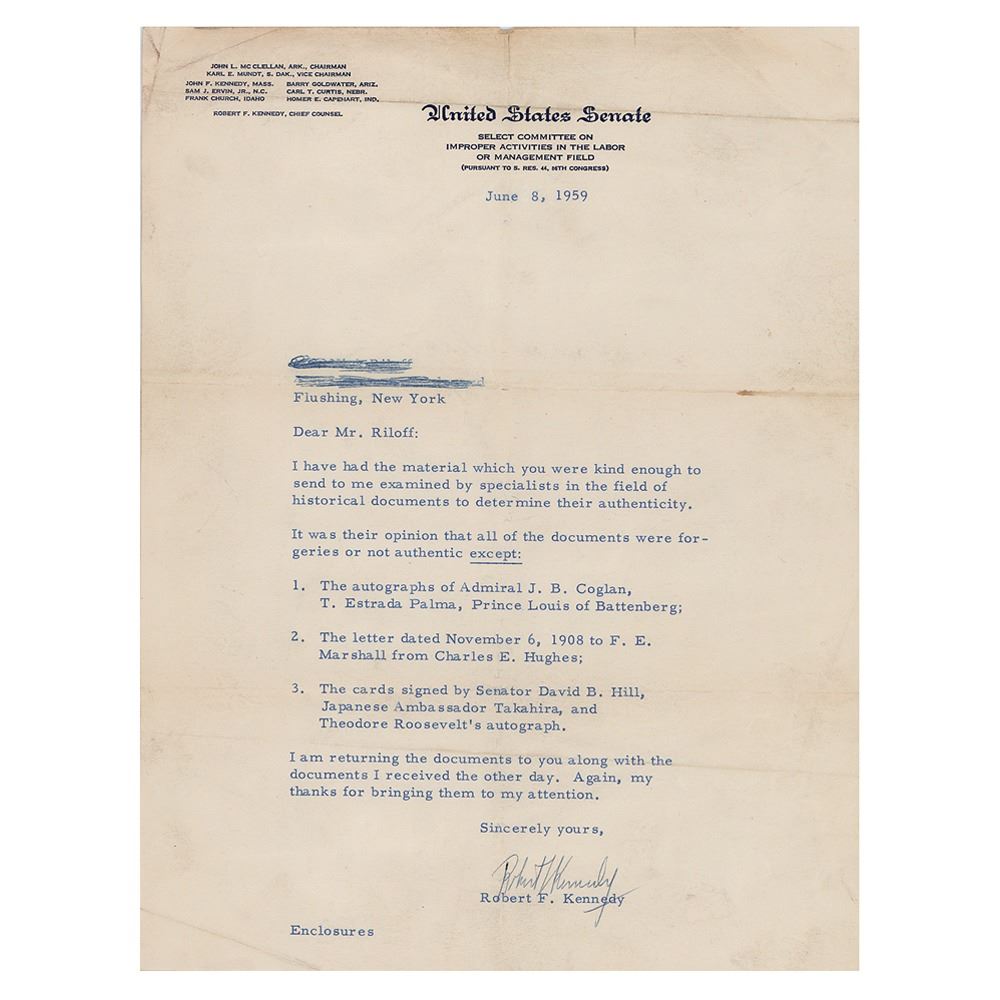 JOHN L. MC CLELLAN, ARK., CHAIRMAN
KARL E. MUNDT, S. DAK., VICE CHAIRMAN
JOHN F. KENNEDY, MASS. BARRY GOLDWATER, ARIZ.
SAM J. ERVIN, JR., N.C. CARL T. CURTIS, NEBR.
FRANK CHURCH, IDAHO HOMER E. CAPEHART, IND.
ROBERT F. KENNEDY, CHIEF COUNSEL
United States Senate
SELECT COMMITTEE ON
IMPROPER ACTIVITIES IN THE LABOR
OR MANAGEMENT FIELD
(PURSUANT TO S. RES. 44, 86TH CONGRESS)
June 8, 1959
Flushing, New York
Dear Mr. Riloff:
I have had the material which you were kind enough to
send to me examined by specialists in the field of
historical documents to determine their authenticity.
It was their opinion that all of the documents were for-
geries or not authentic except:
1. The autographs of Admiral J. B. Coglan,
T. Estrada Palma, Prince Louis of Battenberg;
2. The letter dated November 6, 1908 to F. E.
Marshall from Charles E. Hughes;
3. The cards signed by Senator David B. Hill,
Japanese Ambassador Takahira, and
Theodore Roosevelt's autograph.
I am returning the documents to you along with the
documents I received the other day. Again, my
thanks for bringing them to my attention.
Sincerely yours,
Robert F Kennedy
Robert F. Kennedy
Enclosures